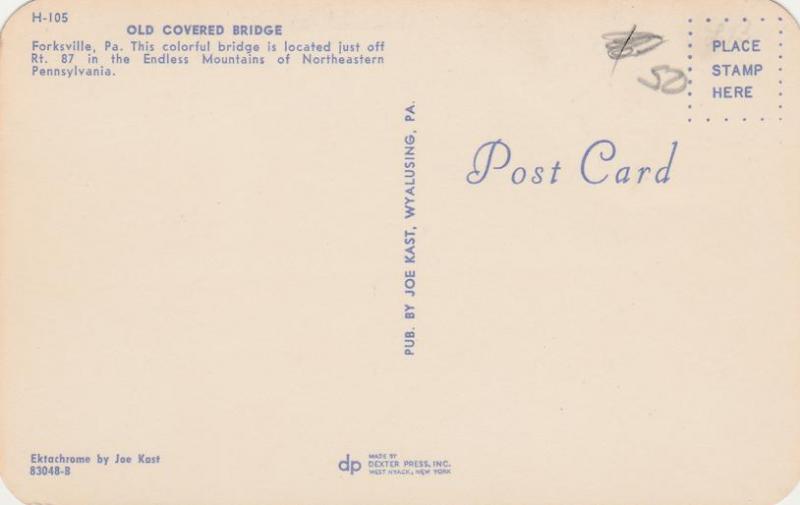 H-105
OLD COVERED BRIDGE
Forksville, Pa. This colorful bridge is located just off
Rt. 87 in the Endless Mountains of Northeastern
Pennsylvania.
50
PLACE
STAMP
HERE
Post Card
PUB. BY JOE KAST, WYALUSING, PA.
Ektachrome by Joe Kast
83048-B
dp
MADE BY
DEXTER PRESS, INC.
WEST NYACK, NEW YORK